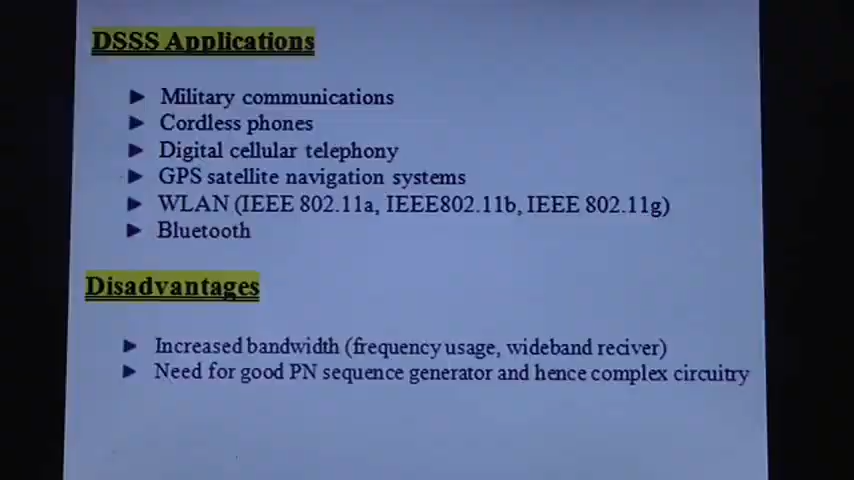 DSSS Applications
Military communications
Cordless phones
Digital cellular telephony
GPS satellite navigation systems
WLAN (IEEE 802.11a, IEEE802.11b, IEEE 802.11g)
Bluetooth
Disadvantages
Increased bandwidth (frequency usage, wideband reciver)
Need for good PN sequence generator and hence complex circuitry